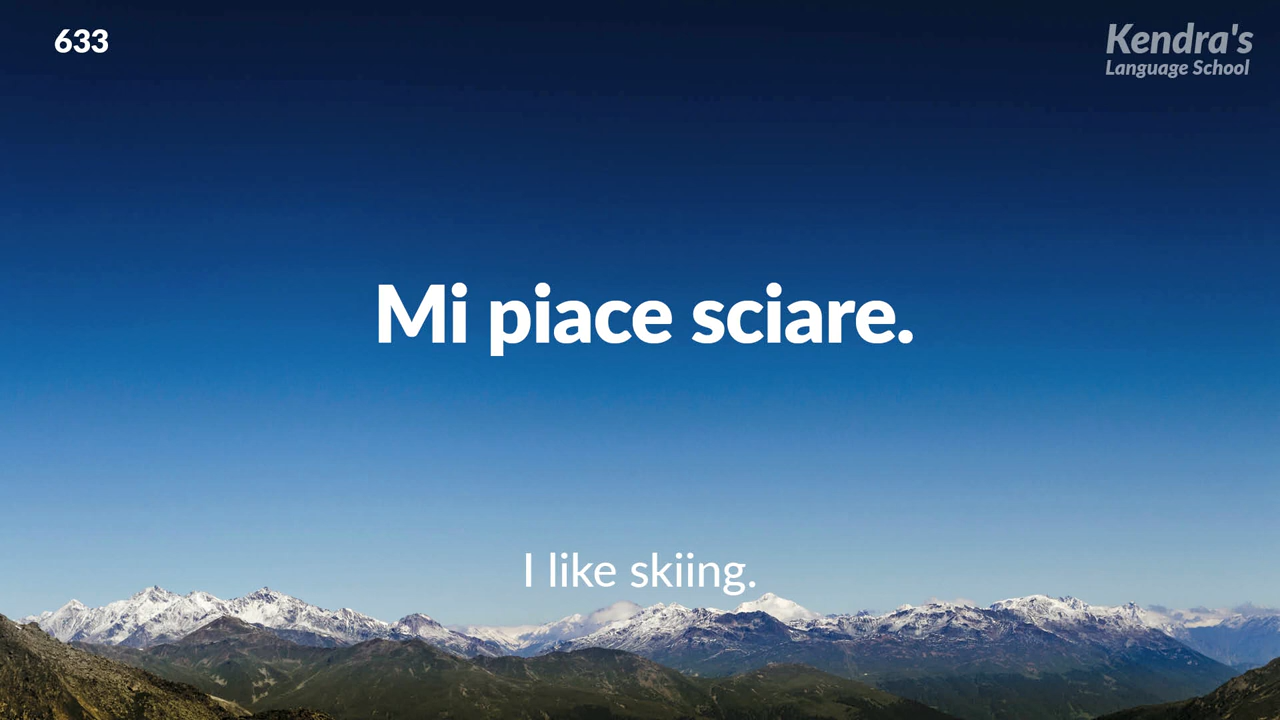 633
Kendra's
Language School
Mi piace sciare.
I like skiing.